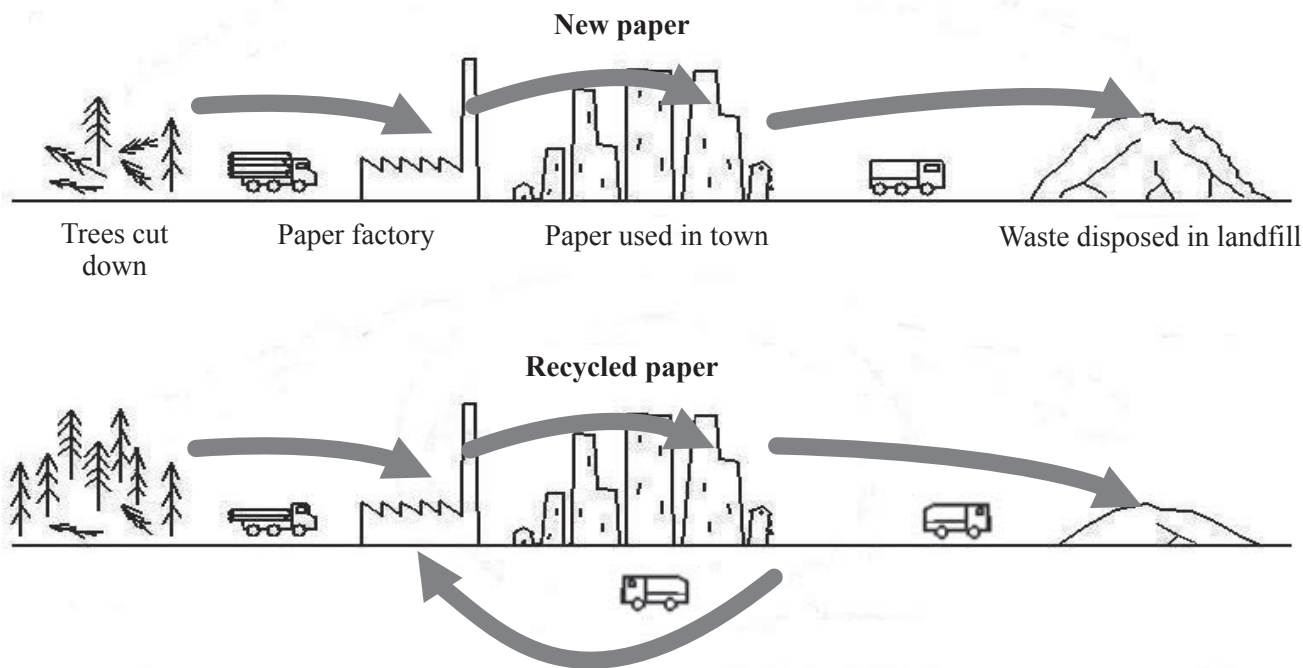 New paper
Trees cut
down
Paper factory
Paper used in town
Waste disposed in landfill
Recycled paper